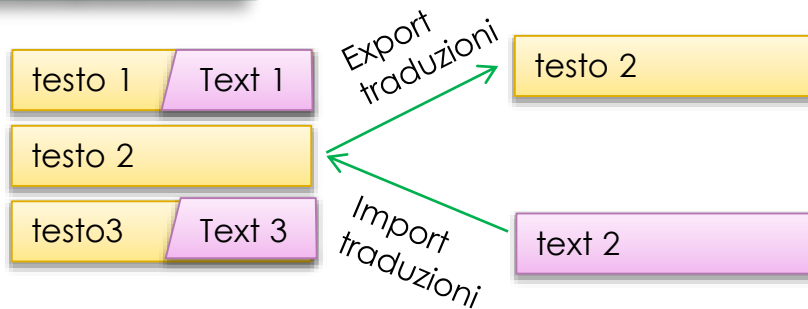 testo 1
Text 1
testo 2
testo3
Text 3
Export
traduzioni
Import
traduzioni
testo 2
text 2